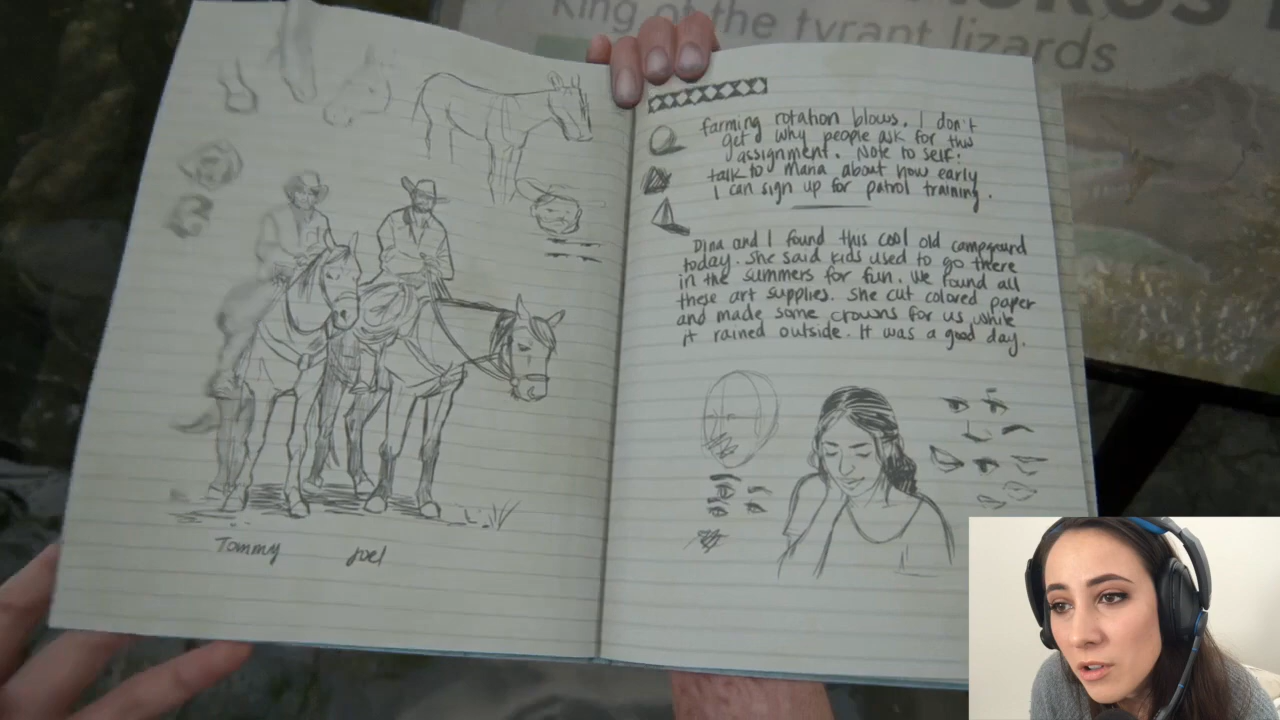 King of the tyrant lizards
farming rotation blows. I don't
get why people ask for this
assignment. Note to self:
talk to Maria about how early
I can sign up for patrol training.
Dina and I found this cool old campground
today. She said kids used to go there
in the summers for fun. We found all
these art supplies. She cut colored paper
and made some crowns for us while
it rained outside. It was a good day.
Tommy Joel